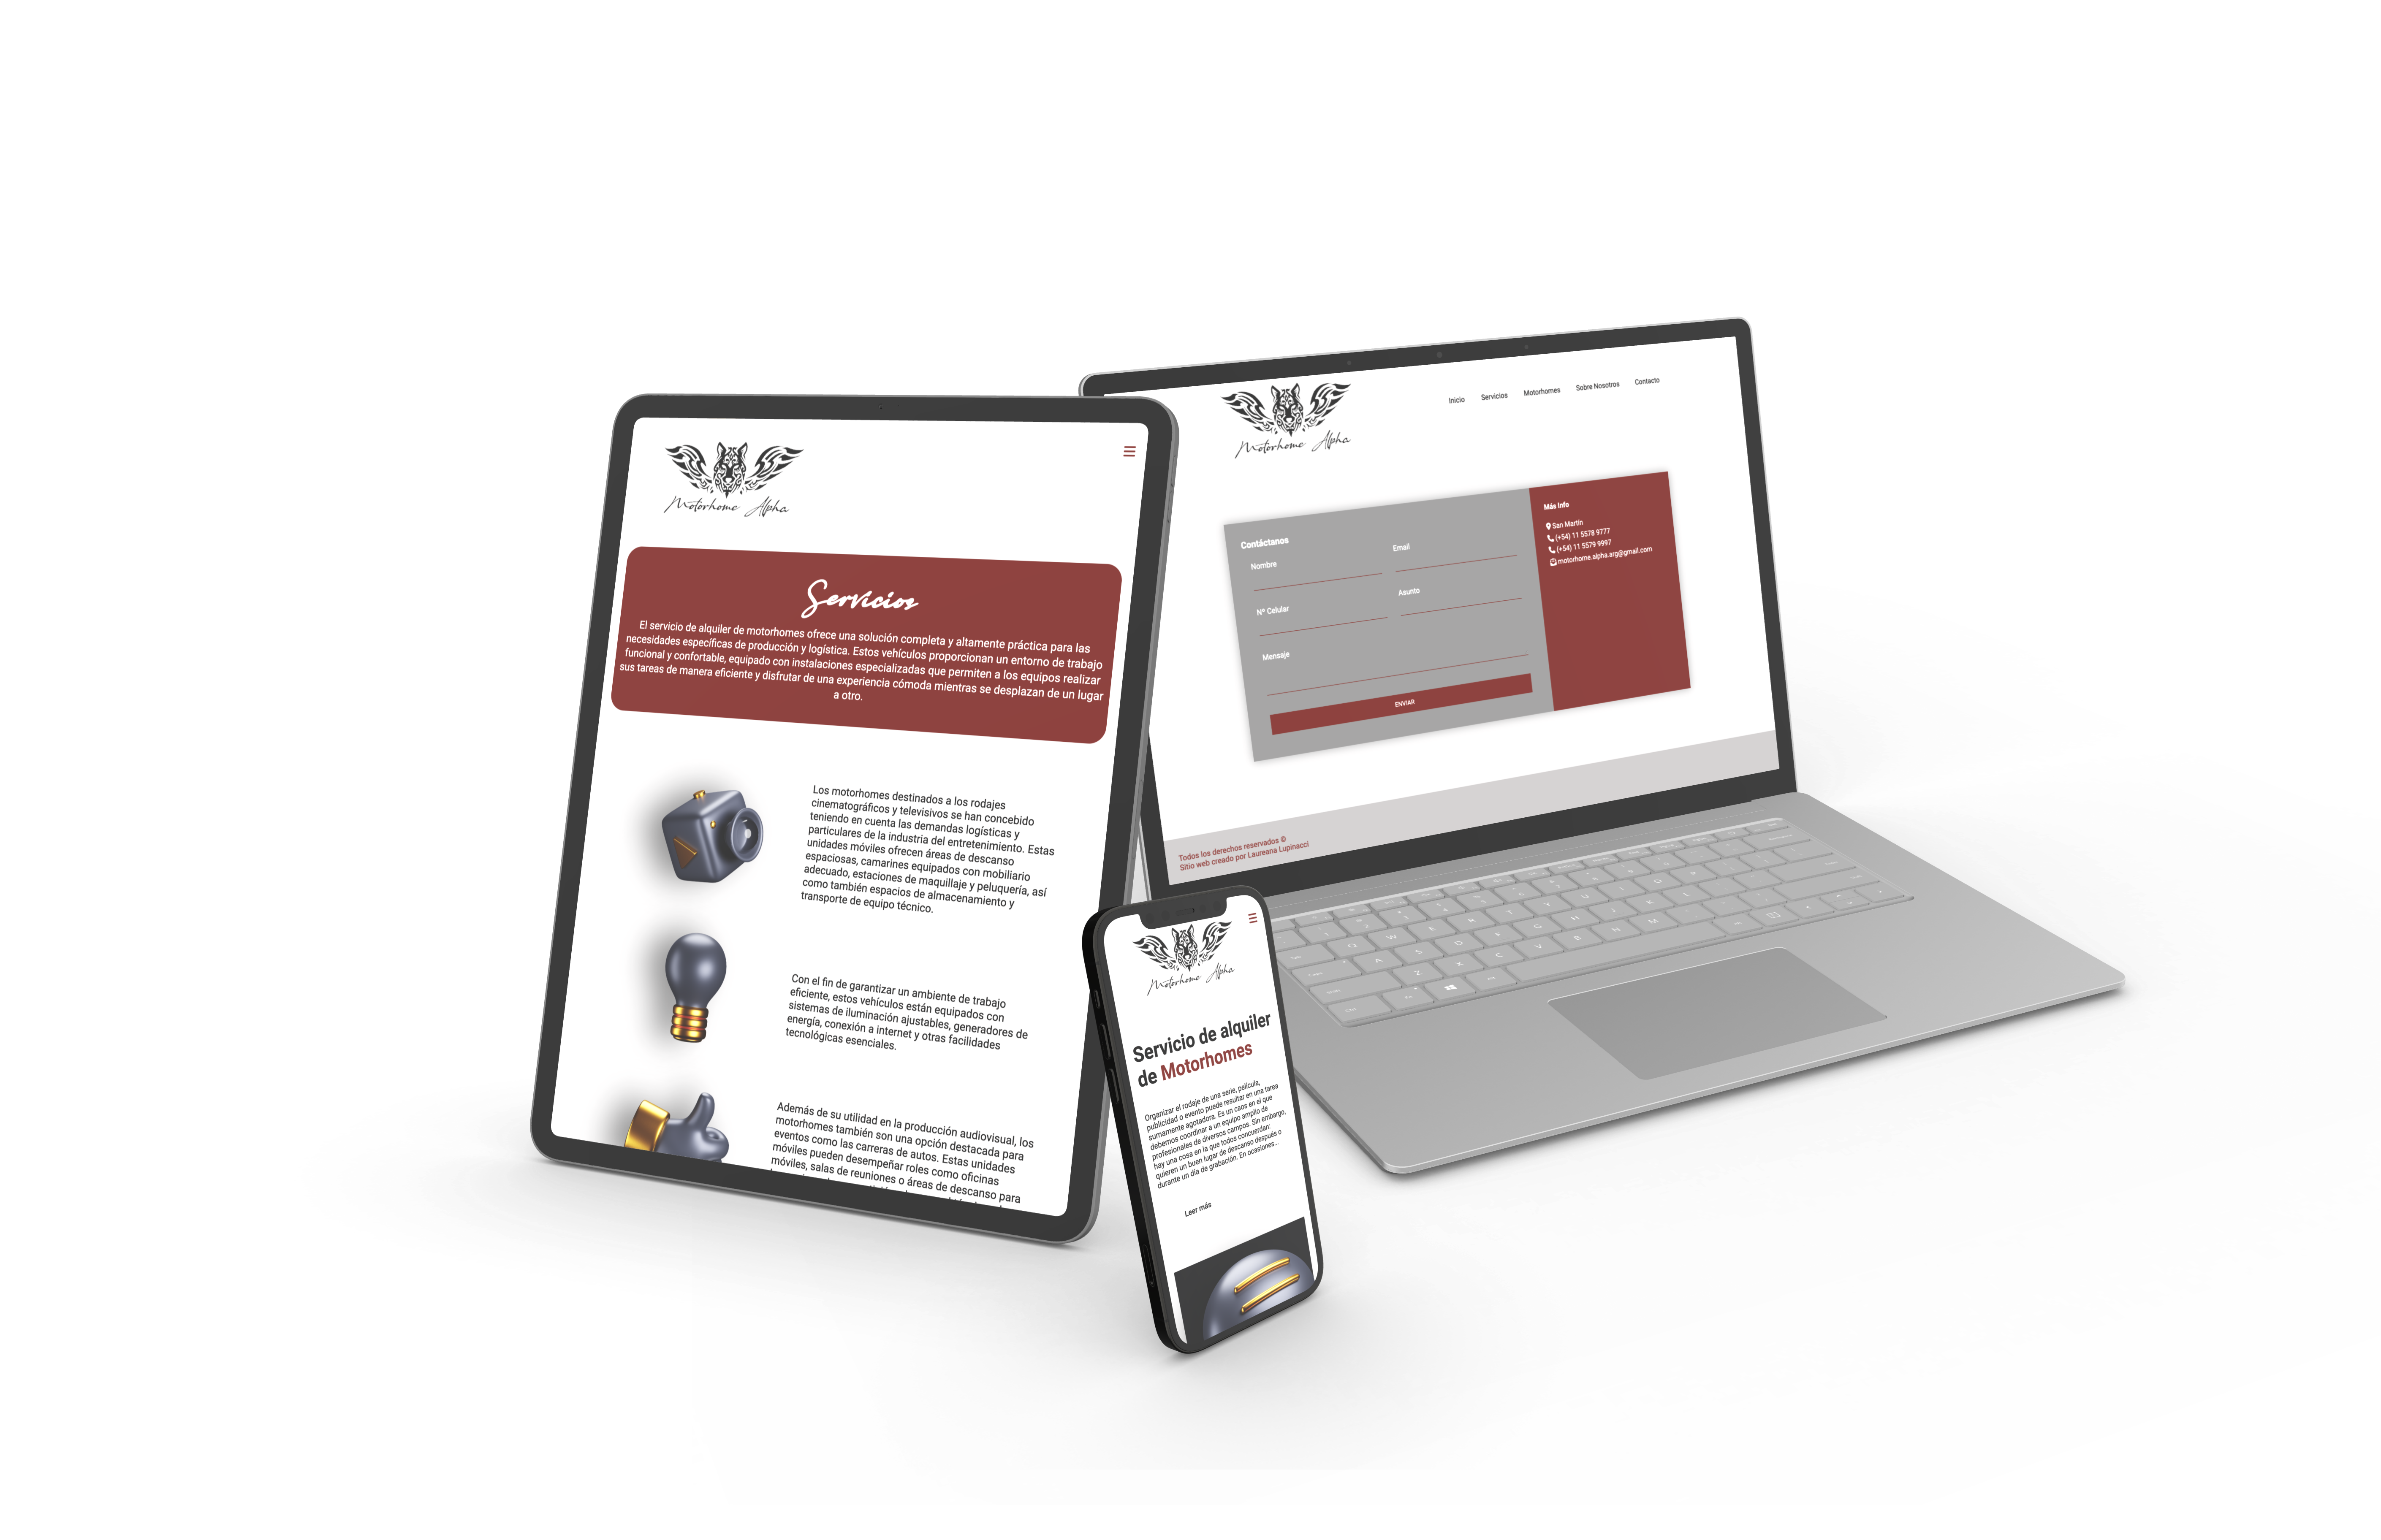 Motorhome Alpha
Servicios
El servicio de alquiler de motorhomes ofrece una solución completa y altamente práctica para las
necesidades específicas de producción y logística. Estos vehículos proporcionan un entorno de trabajo
funcional y confortable, equipado con instalaciones especializadas que permiten a los equipos realizar
sus tareas de manera eficiente y disfrutar de una experiencia cómoda mientras se desplazan de un lugar
a otro.
Los motorhomes destinados a los rodajes
cinematográficos y televisivos se han concebido
teniendo en cuenta las demandas logísticas y
particulares de la industria del entretenimiento. Estas
unidades móviles ofrecen áreas de descanso
espaciosas, camarines equipados con mobiliario
adecuado, estaciones de maquillaje y peluquería, así
como también espacios de almacenamiento y
transporte de equipo técnico.
Con el fin de garantizar un ambiente de trabajo
eficiente, estos vehículos están equipados con
sistemas de iluminación ajustables, generadores de
energía, conexión a internet y otras facilidades
tecnológicas esenciales.
Además de su utilidad en la producción audiovisual, los
motorhomes también son una opción destacada para
eventos como las carreras de autos. Estas unidades
móviles pueden desempeñar roles como oficinas
móviles, salas de reuniones o áreas de descanso para
Motorhome Alpha
Inicio Servicios Motorhomes Sobre Nosotros Contacto
Contáctanos
Nombre
Email
N° Celular
Asunto
Mensaje
ENVIAR
Más Info
San Martín
(+54) 11 5578 9777
(+54) 11 5579 9997
motorhome.alpha.arg@gmail.com
Todos los derechos reservados ©
Sitio web creado por Laureana Lupinacci
Motorhome Alpha
Servicio de alquiler
de Motorhomes
Organizar el rodaje de una serie, película,
publicidad o evento puede resultar en una tarea
sumamente agotadora. Es un caos en el que
debemos coordinar a un equipo amplio de
profesionales de diversos campos. Sin embargo,
hay una cosa en la que todos concuerdan:
quieren un buen lugar de descanso después o
durante un día de grabación. En ocasiones...
Leer más